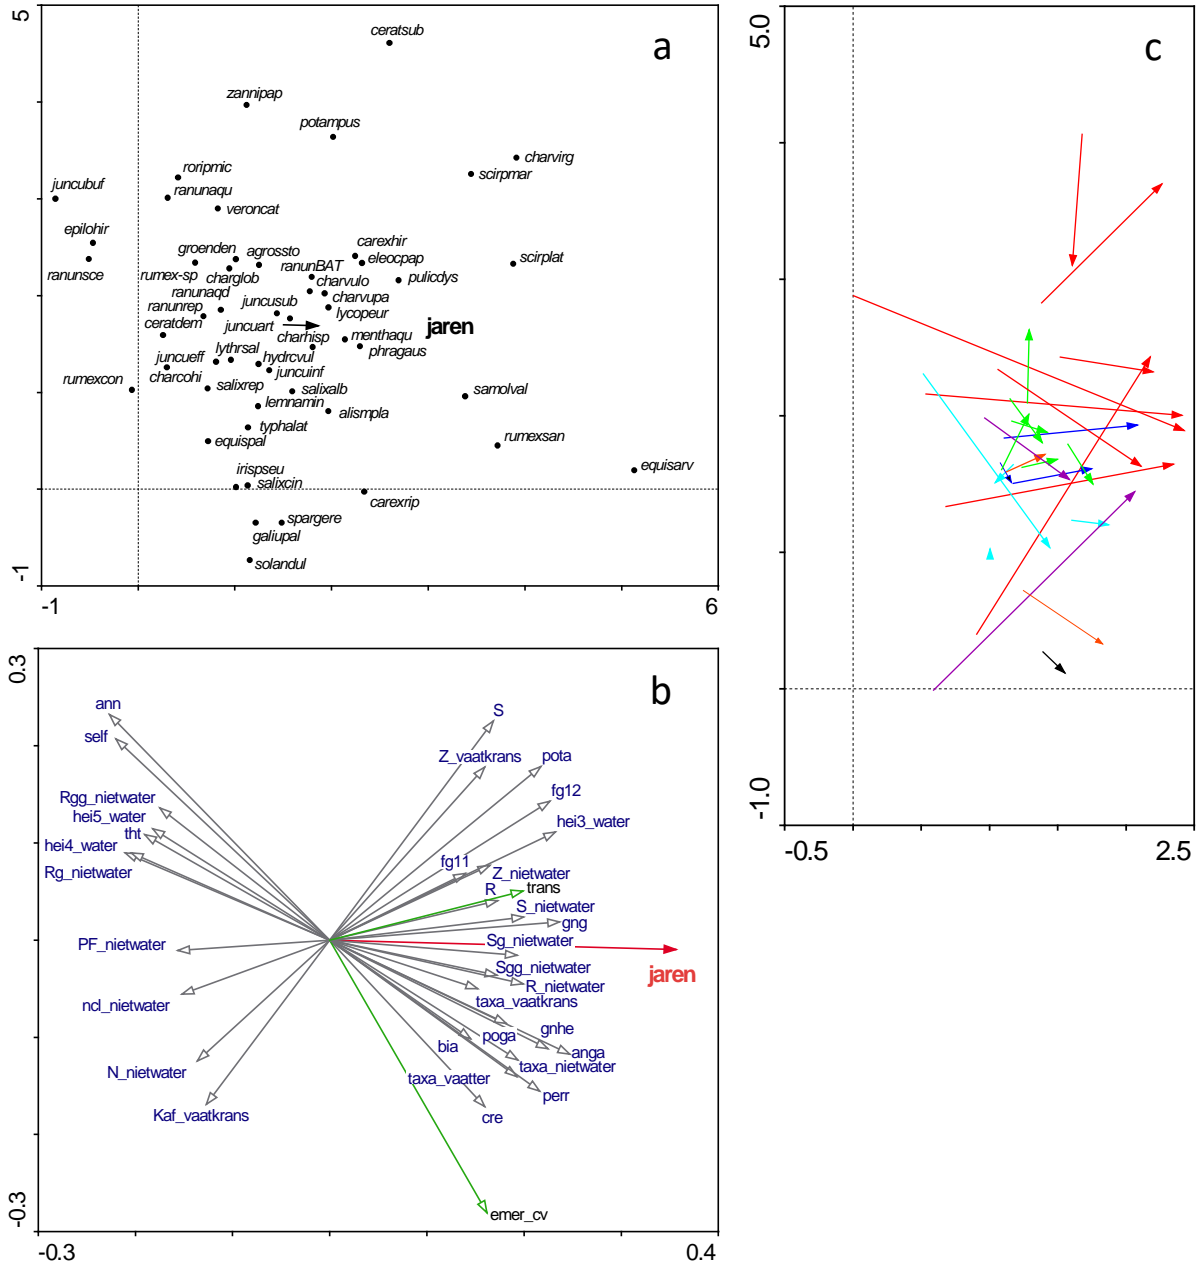 5
a
ceratsub
zannipap
potampus
charvirg
scirpmar
roripmic
juncubuf
ranunaqu
veroncat
epilohir
carexhir
groenden
agrossto
eleocpap
scirplat
ranunBAT
ranunsce
rumex-sp
charglob
charvulo
pulicdys
ranunaqd
charvupa
juncusub
ranunrep
lycopeur
ceratdem
juncuart
jaren
charhisp
menthaqu
lythrsal
phragaus
juncueff
hydrcvul
juncuinf
rumexcon
charcohi
salixrep
salixalb
samolval
lemnamin
alismpla
typhalat
rumexsan
equispal
irispseu
equisarv
salixcin
carexrip
spargere
galiupal
solandul
-1
-1
6
0.3
b
ann
S
self
Z_vaatkrans
pota
Rgg_nietwater
fg12
hei5_water
hei3_water
tht
hei4_water
fg11
Rg_nietwater
Z_nietwater
R
trans
S_nietwater
gng
PF_nietwater
Sg_nietwater
Sgg_nietwater
jaren
R_nietwater
ncl_nietwater
taxa_vaatkrans
gnhe
poga
bia
anga
N_nietwater
taxa_nietwater
taxa_vaatter
perr
Kaf_vaatkrans
cre
emer_cv
-0.3
-0.3
0.4
5.0
c
-1.0
-0.5
2.5